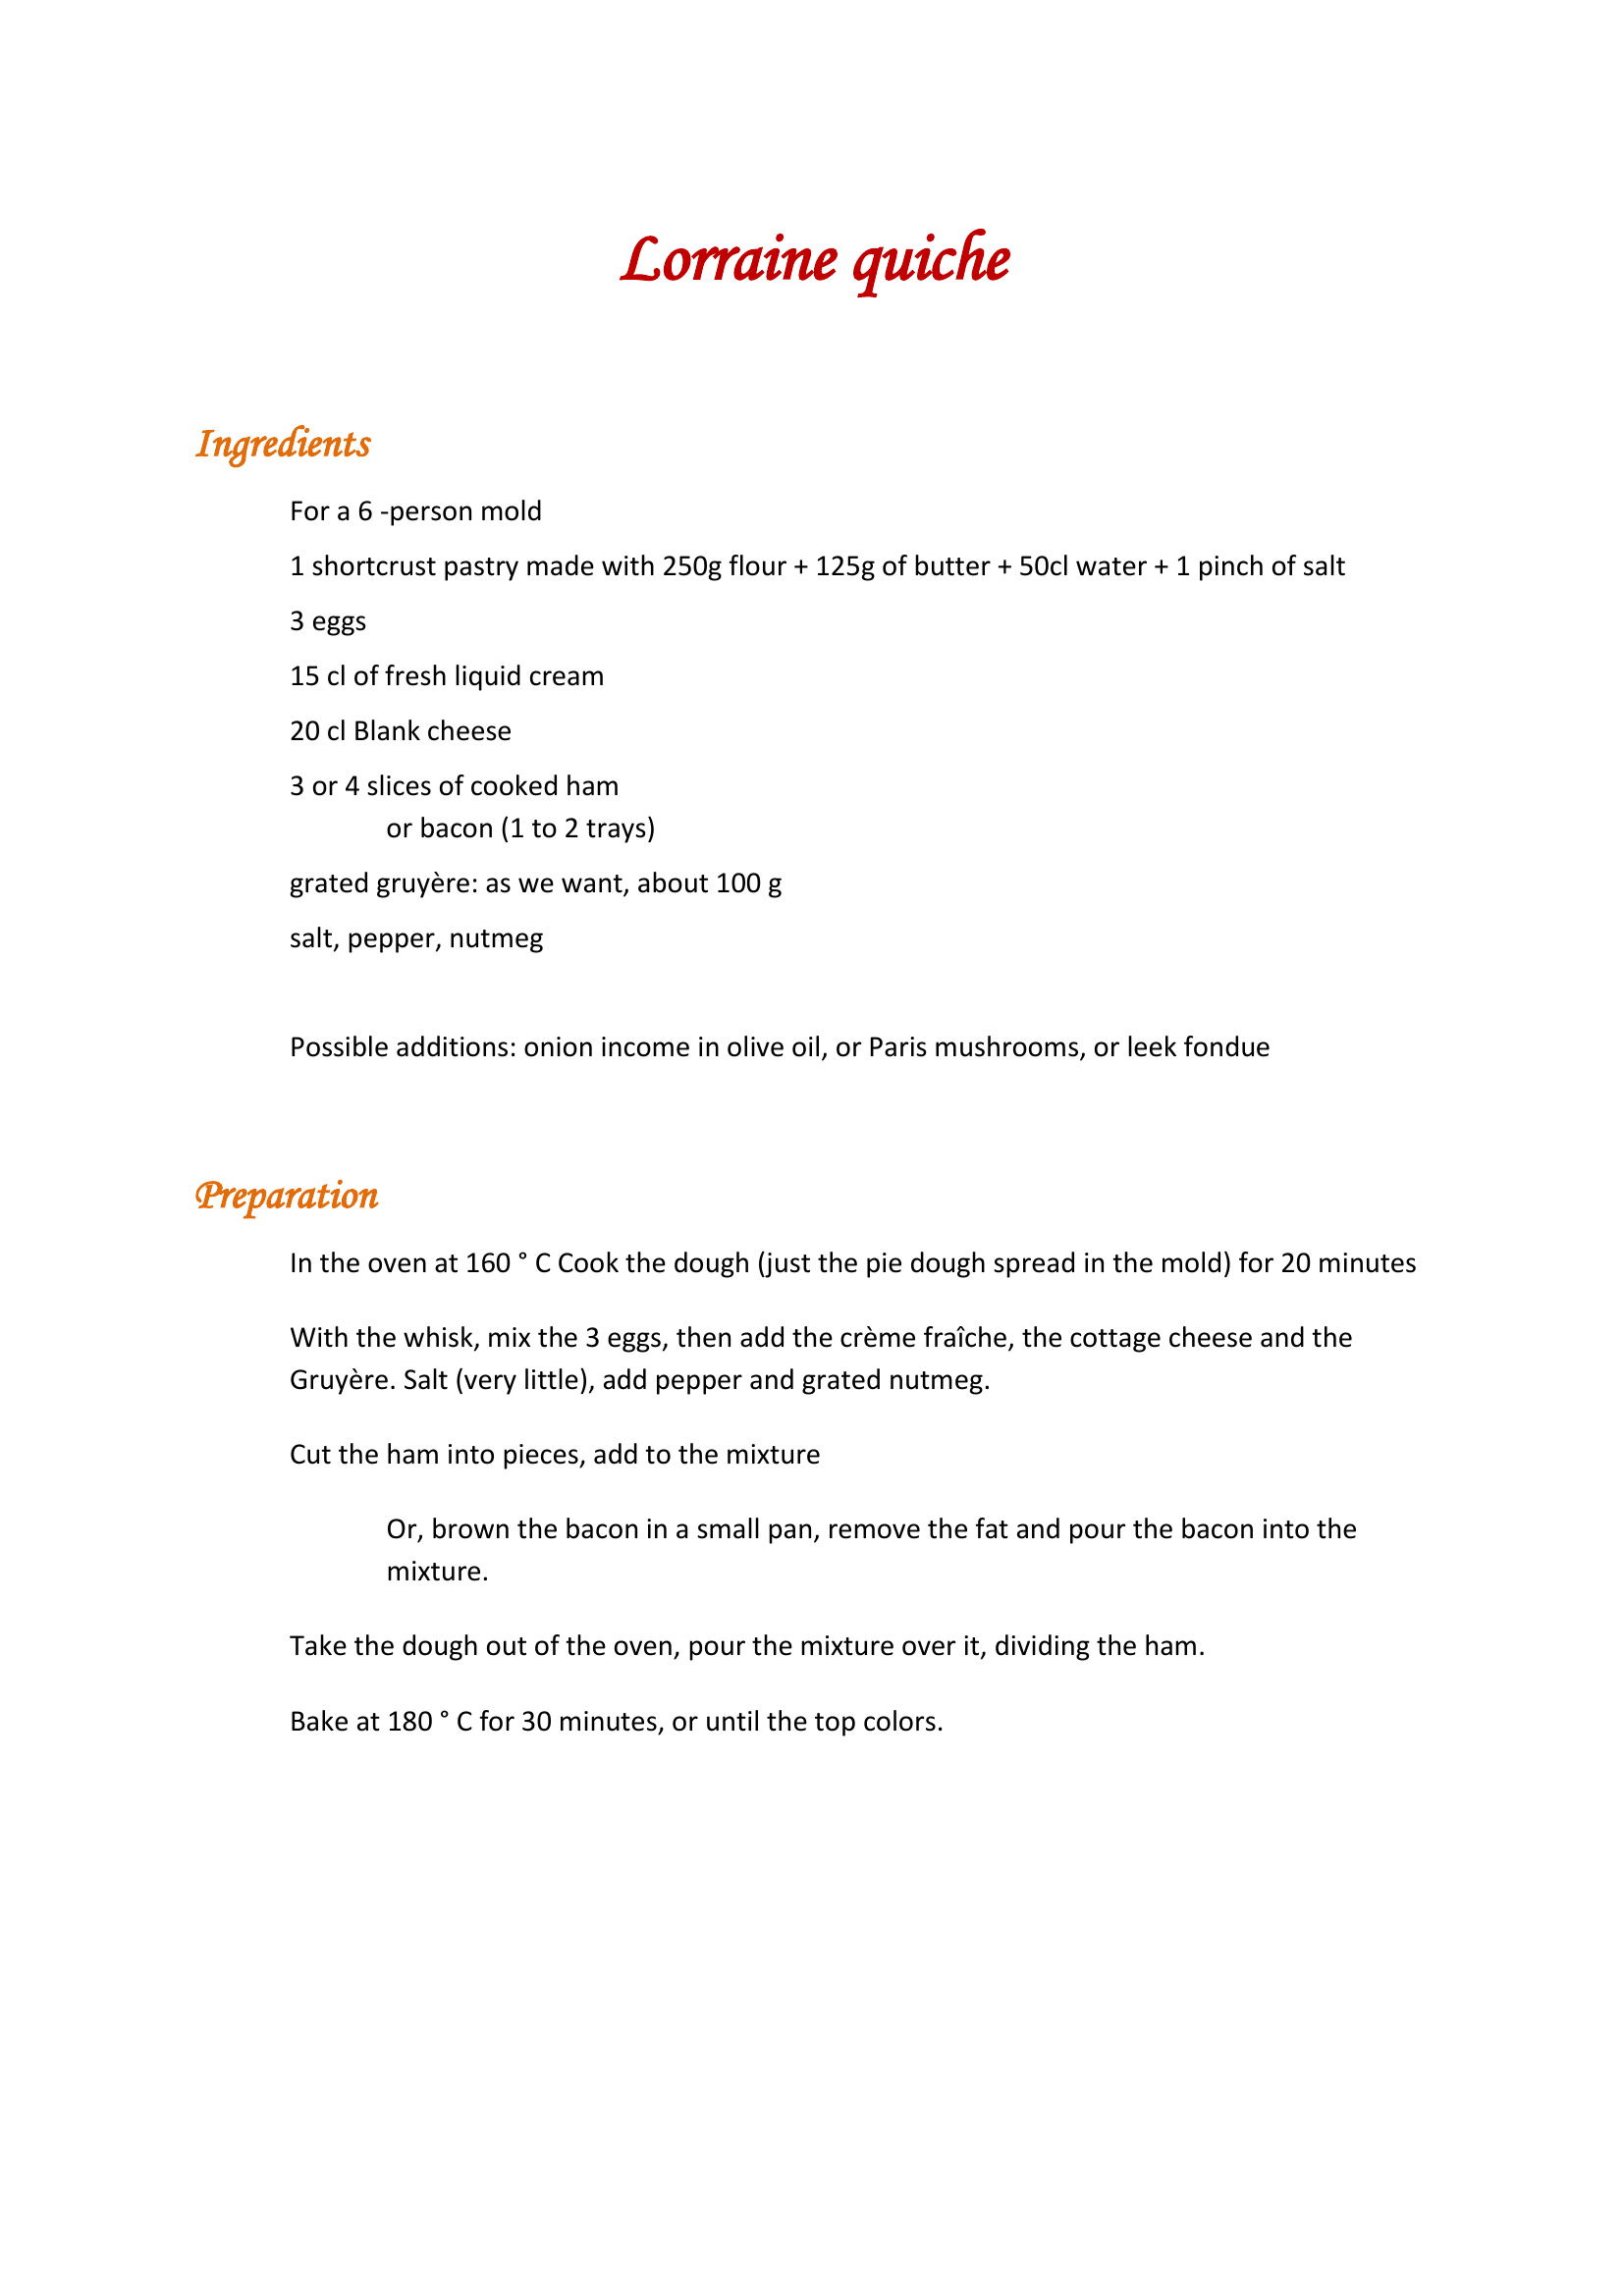 Lorraine quiche
Ingredients
For a 6 -person mold
1 shortcrust pastry made with 250g flour + 125g of butter + 50cl water + 1 pinch of salt
3 eggs
15 cl of fresh liquid cream
20 cl Blank cheese
3 or 4 slices of cooked ham
or bacon (1 to 2 trays)
grated gruyère: as we want, about 100 g
salt, pepper, nutmeg
Possible additions: onion income in olive oil, or Paris mushrooms, or leek fondue
Preparation
In the oven at 160 ° C Cook the dough (just the pie dough spread in the mold) for 20 minutes
With the whisk, mix the 3 eggs, then add the crème fraîche, the cottage cheese and the
Gruyère. Salt (very little), add pepper and grated nutmeg.
Cut the ham into pieces, add to the mixture
Or, brown the bacon in a small pan, remove the fat and pour the bacon into the
mixture.
Take the dough out of the oven, pour the mixture over it, dividing the ham.
Bake at 180 ° C for 30 minutes, or until the top colors.